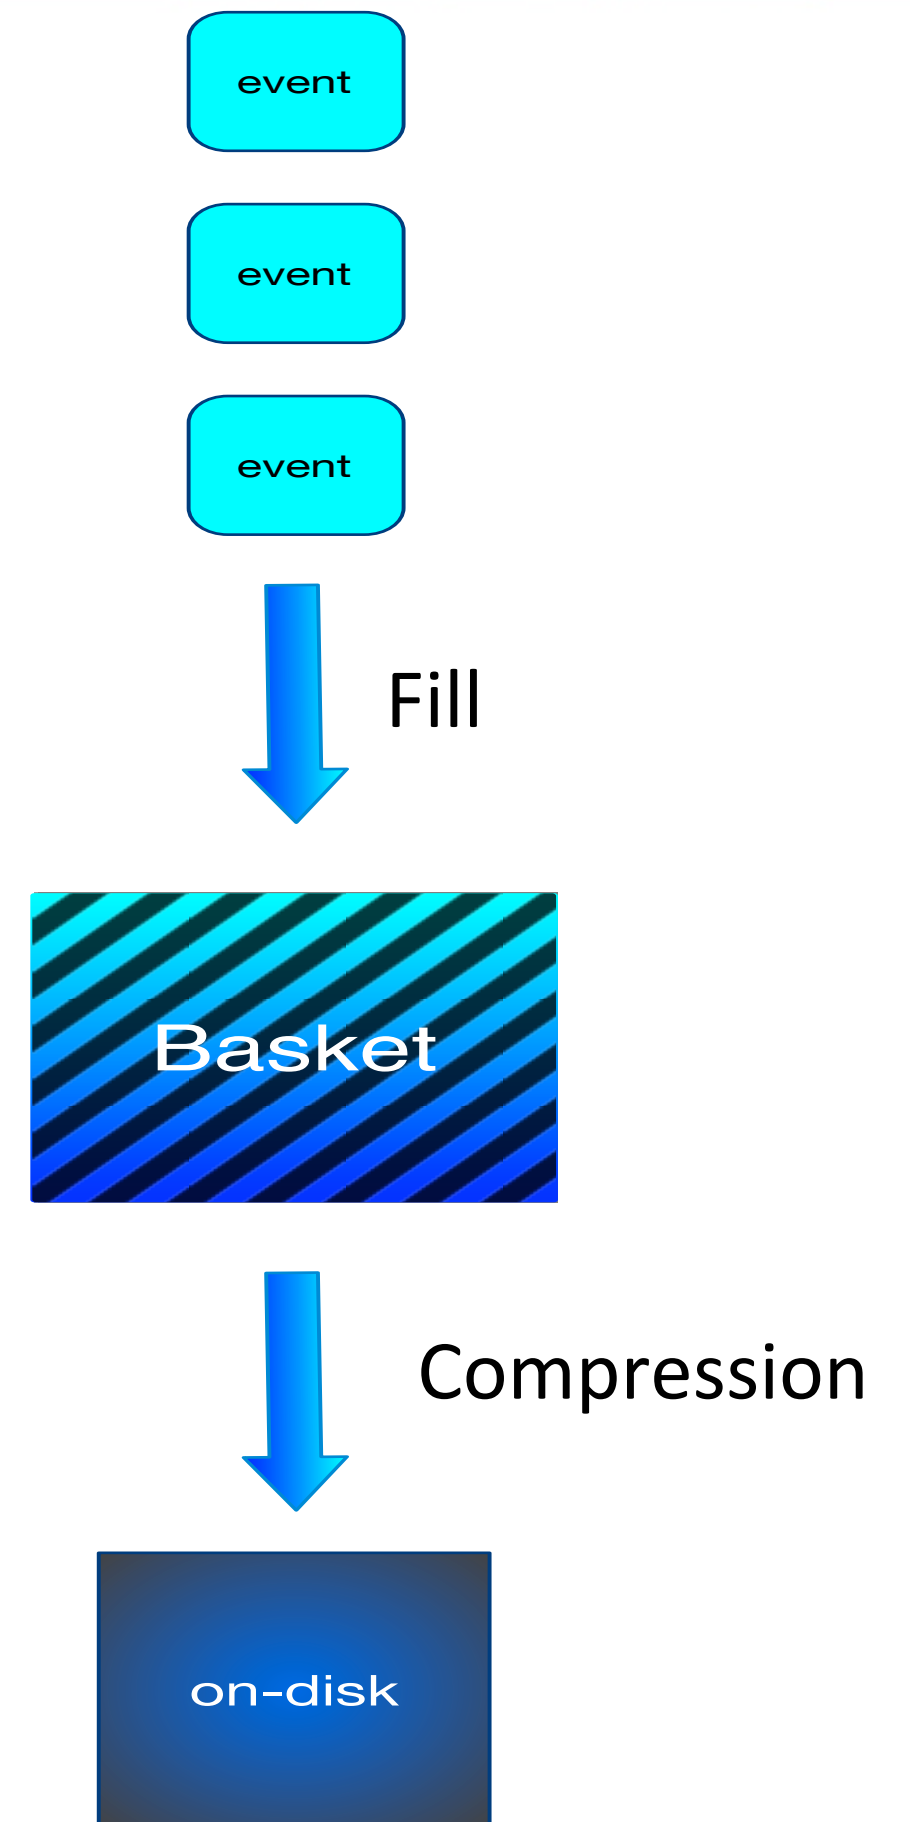 event
event
event
Fill
Basket
Compression
on-disk